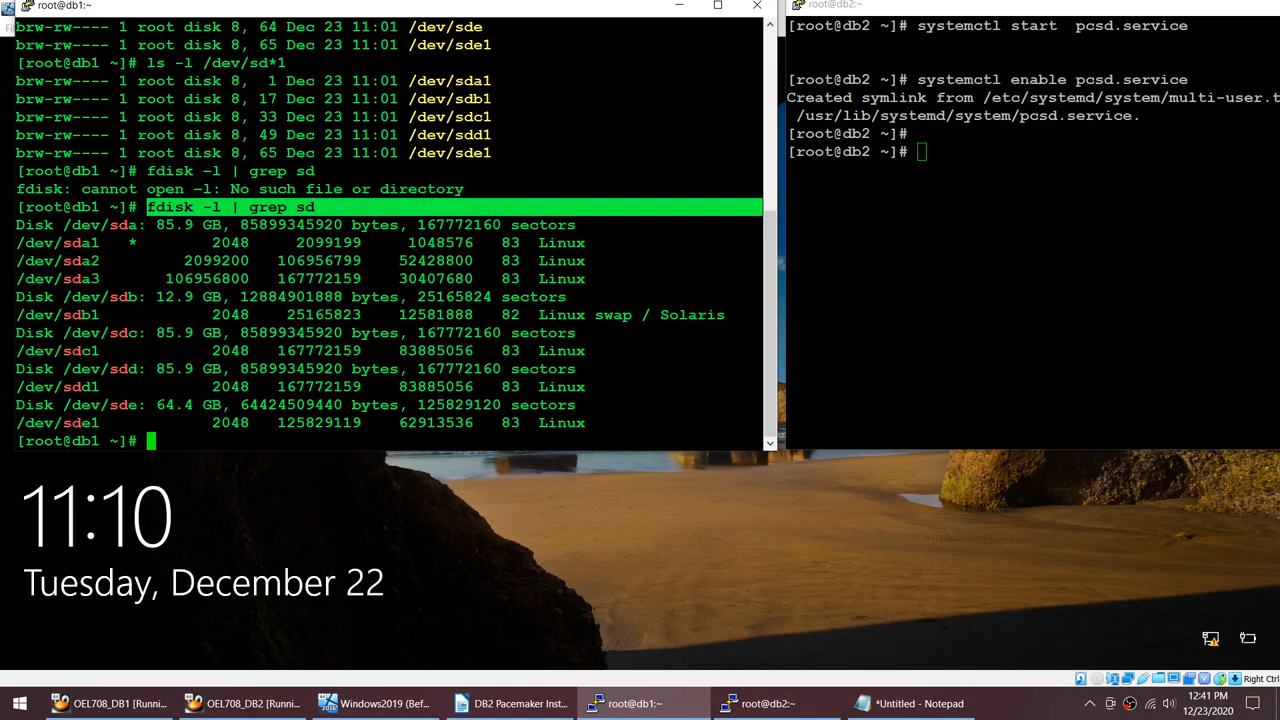 root@db1:~
brw-rw---- 1 root disk 8, 64 Dec 23 11:01 /dev/sde
brw-rw---- 1 root disk 8, 65 Dec 23 11:01 /dev/sde1
[root@db1 ~]# ls -l /dev/sd*1
brw-rw---- 1 root disk 8,  1 Dec 23 11:01 /dev/sda1
brw-rw---- 1 root disk 8, 17 Dec 23 11:01 /dev/sdb1
brw-rw---- 1 root disk 8, 33 Dec 23 11:01 /dev/sdc1
brw-rw---- 1 root disk 8, 49 Dec 23 11:01 /dev/sdd1
brw-rw---- 1 root disk 8, 65 Dec 23 11:01 /dev/sde1
[root@db1 ~]# fdisk –l | grep sd
fdisk: cannot open –l: No such file or directory
[root@db1 ~]# fdisk -l | grep sd
Disk /dev/sda: 85.9 GB, 85899345920 bytes, 167772160 sectors
/dev/sda1   *        2048     2099199     1048576   83  Linux
/dev/sda2         2099200   106956799    52428800   83  Linux
/dev/sda3       106956800   167772159    30407680   83  Linux
Disk /dev/sdb: 12.9 GB, 12884901888 bytes, 25165824 sectors
/dev/sdb1            2048    25165823    12581888   82  Linux swap / Solaris
Disk /dev/sdc: 85.9 GB, 85899345920 bytes, 167772160 sectors
/dev/sdc1            2048   167772159    83885056   83  Linux
Disk /dev/sdd: 85.9 GB, 85899345920 bytes, 167772160 sectors
/dev/sdd1            2048   167772159    83885056   83  Linux
Disk /dev/sde: 64.4 GB, 64424509440 bytes, 125829120 sectors
/dev/sde1            2048   125829119    62913536   83  Linux
[root@db1 ~]#
root@db2:~
[root@db2 ~]# systemctl start  pcsd.service
[root@db2 ~]# systemctl enable pcsd.service
Created symlink from /etc/systemd/system/multi-user.t
/usr/lib/systemd/system/pcsd.service.
[root@db2 ~]#
[root@db2 ~]#
11:10
Tuesday, December 22
Right Ctrl
OEL708_DB1 [Runni...
OEL708_DB2 [Runni...
Windows2019 (Bef...
DB2 Pacemaker Inst...
root@db1:~
root@db2:~
*Untitled - Notepad
12:41 PM
12/23/2020